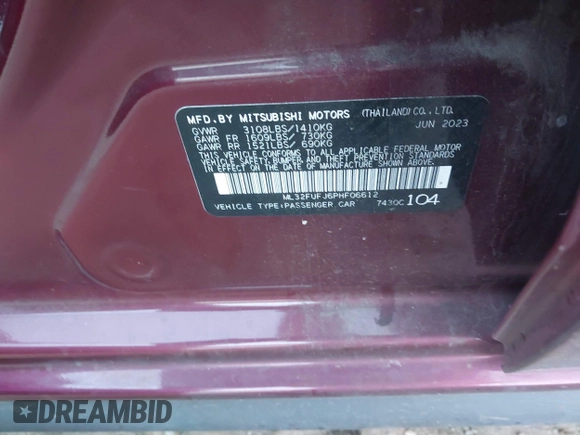 MFD.BY MITSUBISHI MOTORS (THAILAND)CO.,LTD.
GVWR 3108LBS/1410KG JUN 2023
GAWR FR 1609LBS/ 730KG
GAWR RR 1521LBS/ 690KG
THIS VEHICLE CONFORMS TO ALL APPLICABLE FEDERAL MOTOR
VEHICLE SAFETY,BUMPER,AND THEFT PREVENTION STANDARDS IN
EFFECT ON THE DATE OF MANUFACTURE SHOWN ABOVE.
ML32FUFJ6PHF06612
VEHICLE TYPE:PASSENGER CAR 7430C 104
DREAMBID